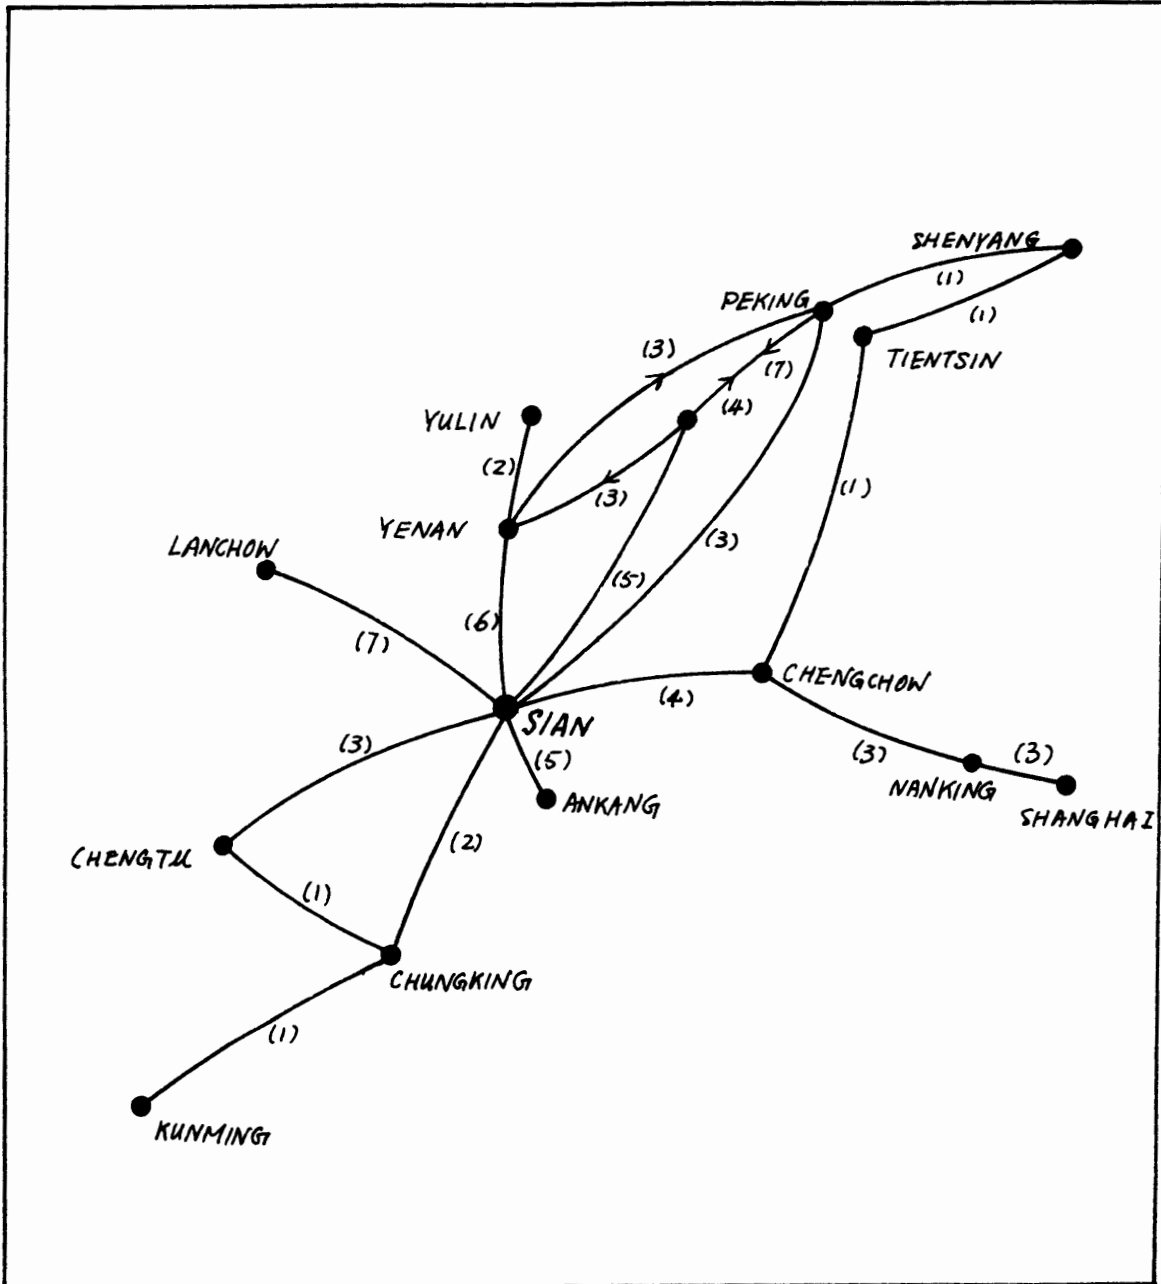 SHENYANG
(1)
PEKING
(1)
TIENTSIN
(3)
(7)
(4)
YULIN
(2)
(3)
(1)
YENAN
(3)
LANCHOW
(5)
(6)
(7)
CHENGCHOW
(4)
SIAN
(3)
(5)
(3)
(3)
NANKING
ANKANG
SHANGHAI
(2)
CHENGTU
(1)
CHUNGKING
(1)
KUNMING